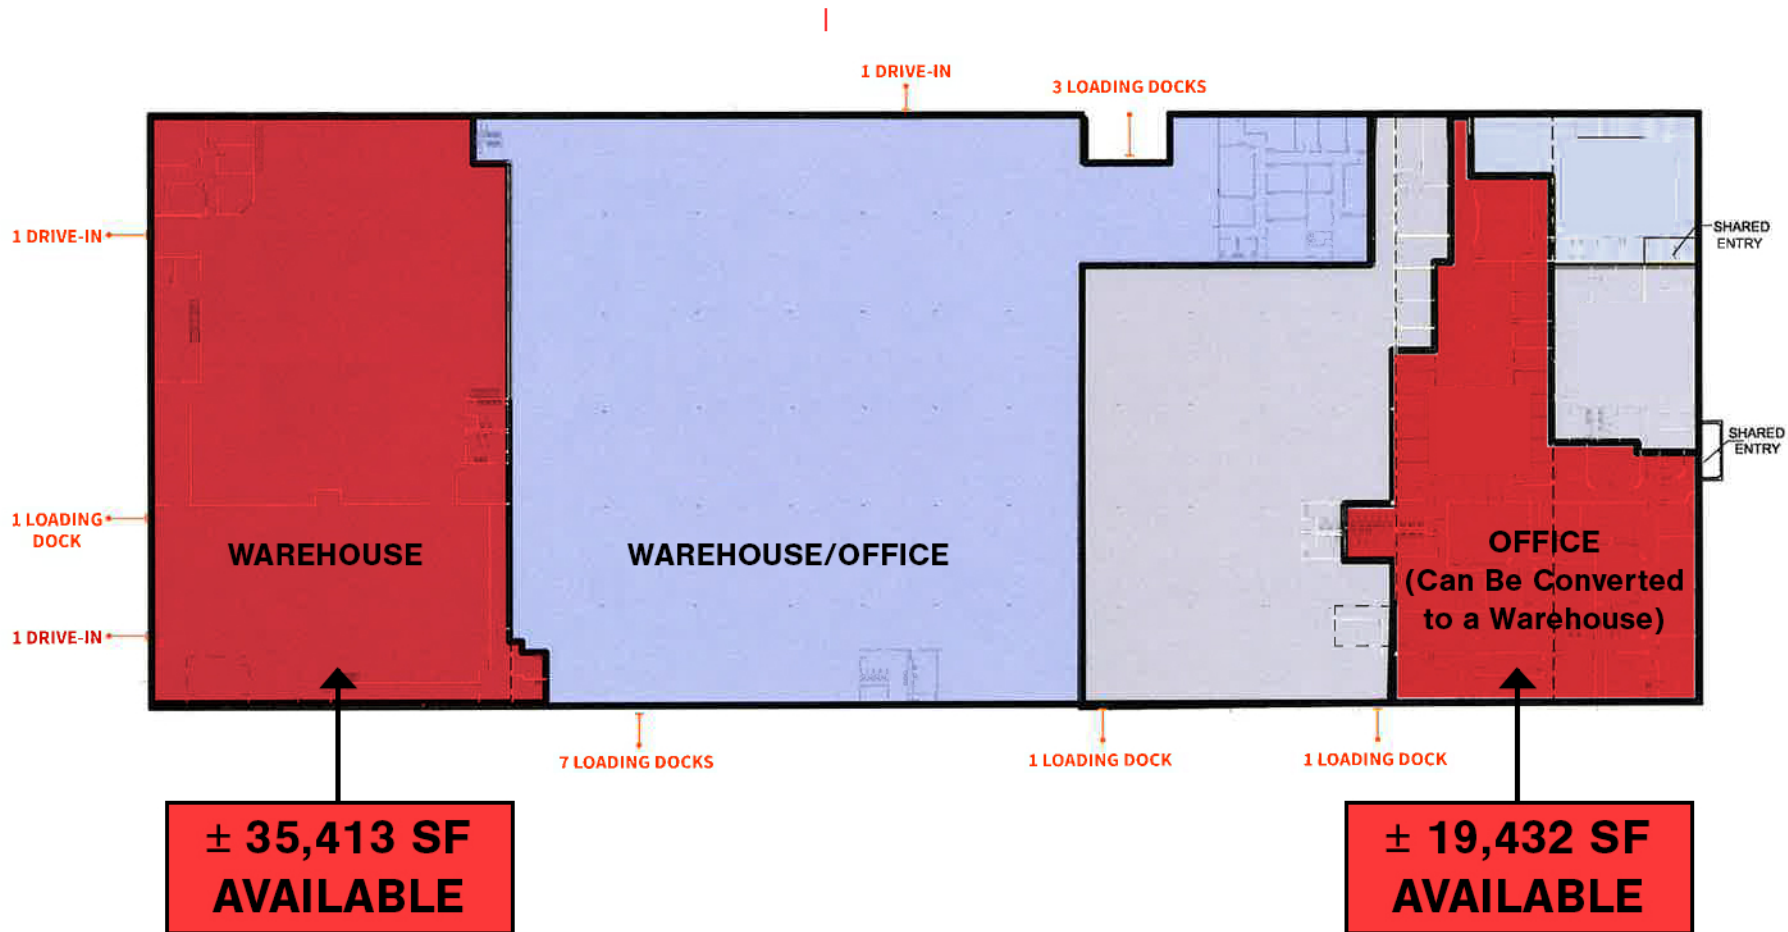 1 DRIVE-IN
3 LOADING DOCKS
1 DRIVE-IN
SHARED
ENTRY
SHARED
ENTRY
1 LOADING
DOCK
WAREHOUSE
WAREHOUSE/OFFICE
OFFICE
(Can Be Converted
to a Warehouse)
1 DRIVE-IN
7 LOADING DOCKS
1 LOADING DOCK
1 LOADING DOCK
± 35,413 SF
AVAILABLE
± 19,432 SF
AVAILABLE